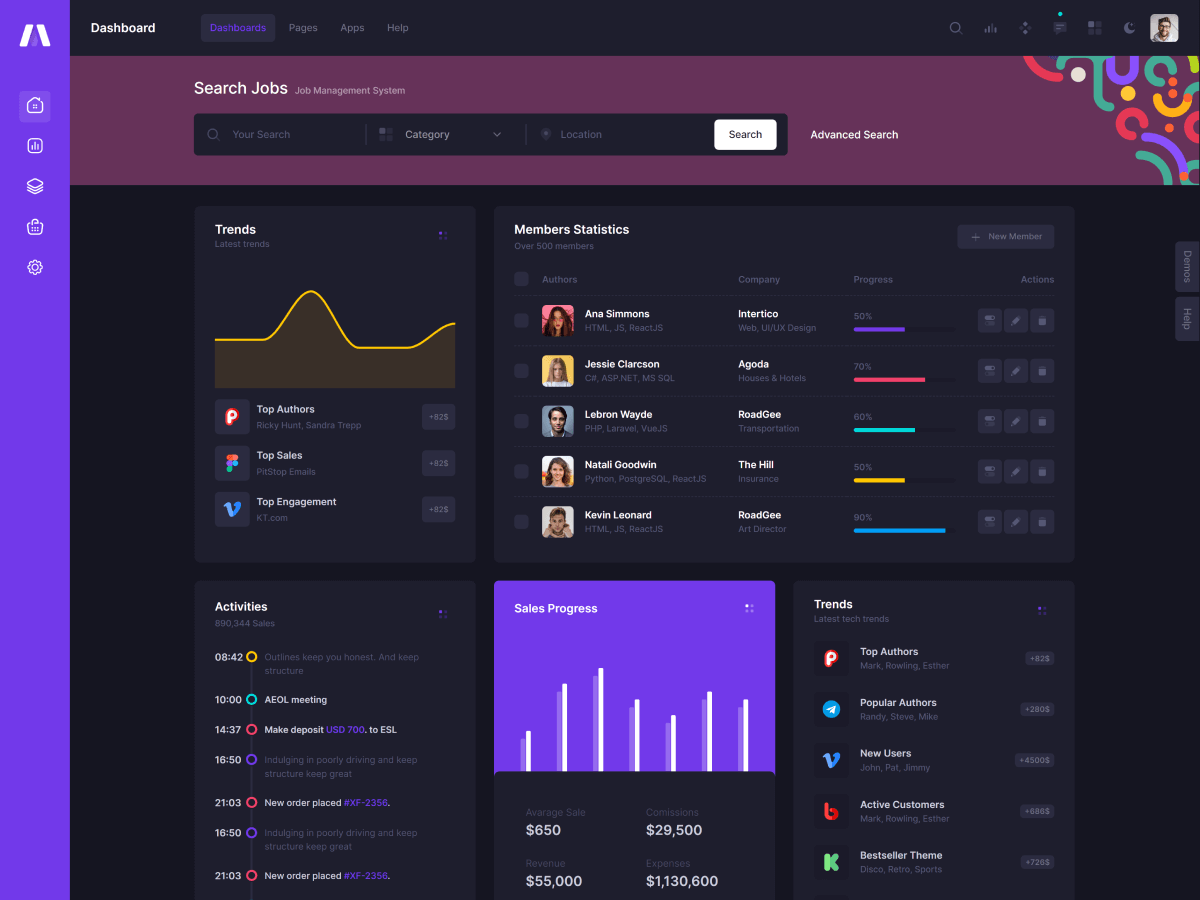 Dashboard
Dashboards
Pages
Apps
Help
Search Jobs
Job Management System
Your Search
Category
Location
Search
Advanced Search
Demos
Help
Trends
Latest trends
Top Authors
Ricky Hunt, Sandra Trepp
+82$
Top Sales
PitStop Emails
+82$
Top Engagement
KT.com
+82$
Members Statistics
Over 500 members
New Member
Authors
Company
Progress
Actions
Ana Simmons
HTML, JS, ReactJS
Intertico
Web, UI/UX Design
50%
Jessie Clarcson
C#, ASP.NET, MS SQL
Agoda
Houses & Hotels
70%
Lebron Wayde
PHP, Laravel, VueJS
RoadGee
Transportation
60%
Natali Goodwin
Python, PostgreSQL, ReactJS
The Hill
Insurance
50%
Kevin Leonard
HTML, JS, ReactJS
RoadGee
Art Director
90%
Activities
890,344 Sales
08:42
Outlines keep you honest. And keep
structure
10:00
AEOL meeting
14:37
Make deposit USD 700. to ESL
16:50
Indulging in poorly driving and keep
structure keep great
21:03
New order placed #XF-2356.
16:50
Indulging in poorly driving and keep
structure keep great
21:03
New order placed #XF-2356.
Sales Progress
Avarage Sale
$650
Comissions
$29,500
Revenue
$55,000
Expenses
$1,130,600
Trends
Latest tech trends
Top Authors
Mark, Rowling, Esther
+82$
Popular Authors
Randy, Steve, Mike
+280$
New Users
John, Pat, Jimmy
+4500$
Active Customers
Mark, Rowling, Esther
+686$
Bestseller Theme
Disco, Retro, Sports
+726$